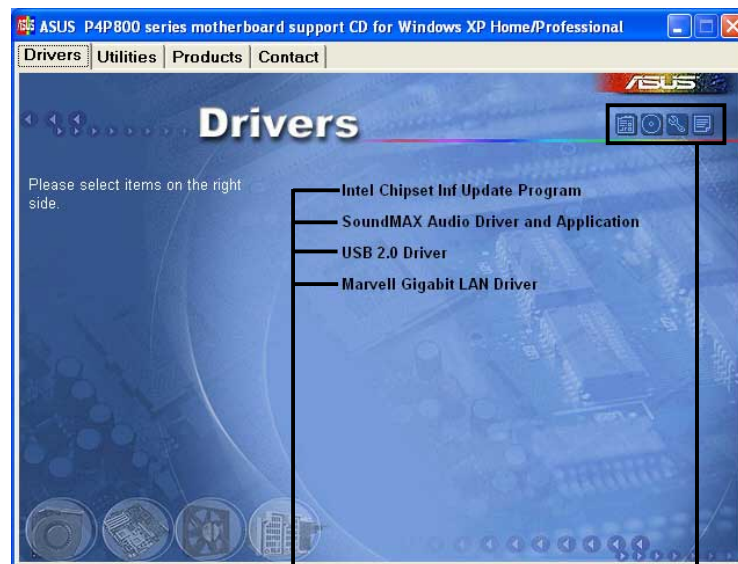 ASUS P4P800 series motherboard support CD for Windows XP Home/Professional
Drivers Utilities Products Contact
ASUS
Drivers
Please select items on the right
side.
Intel Chipset Inf Update Program
SoundMAX Audio Driver and Application
USB 2.0 Driver
Marvell Gigabit LAN Driver